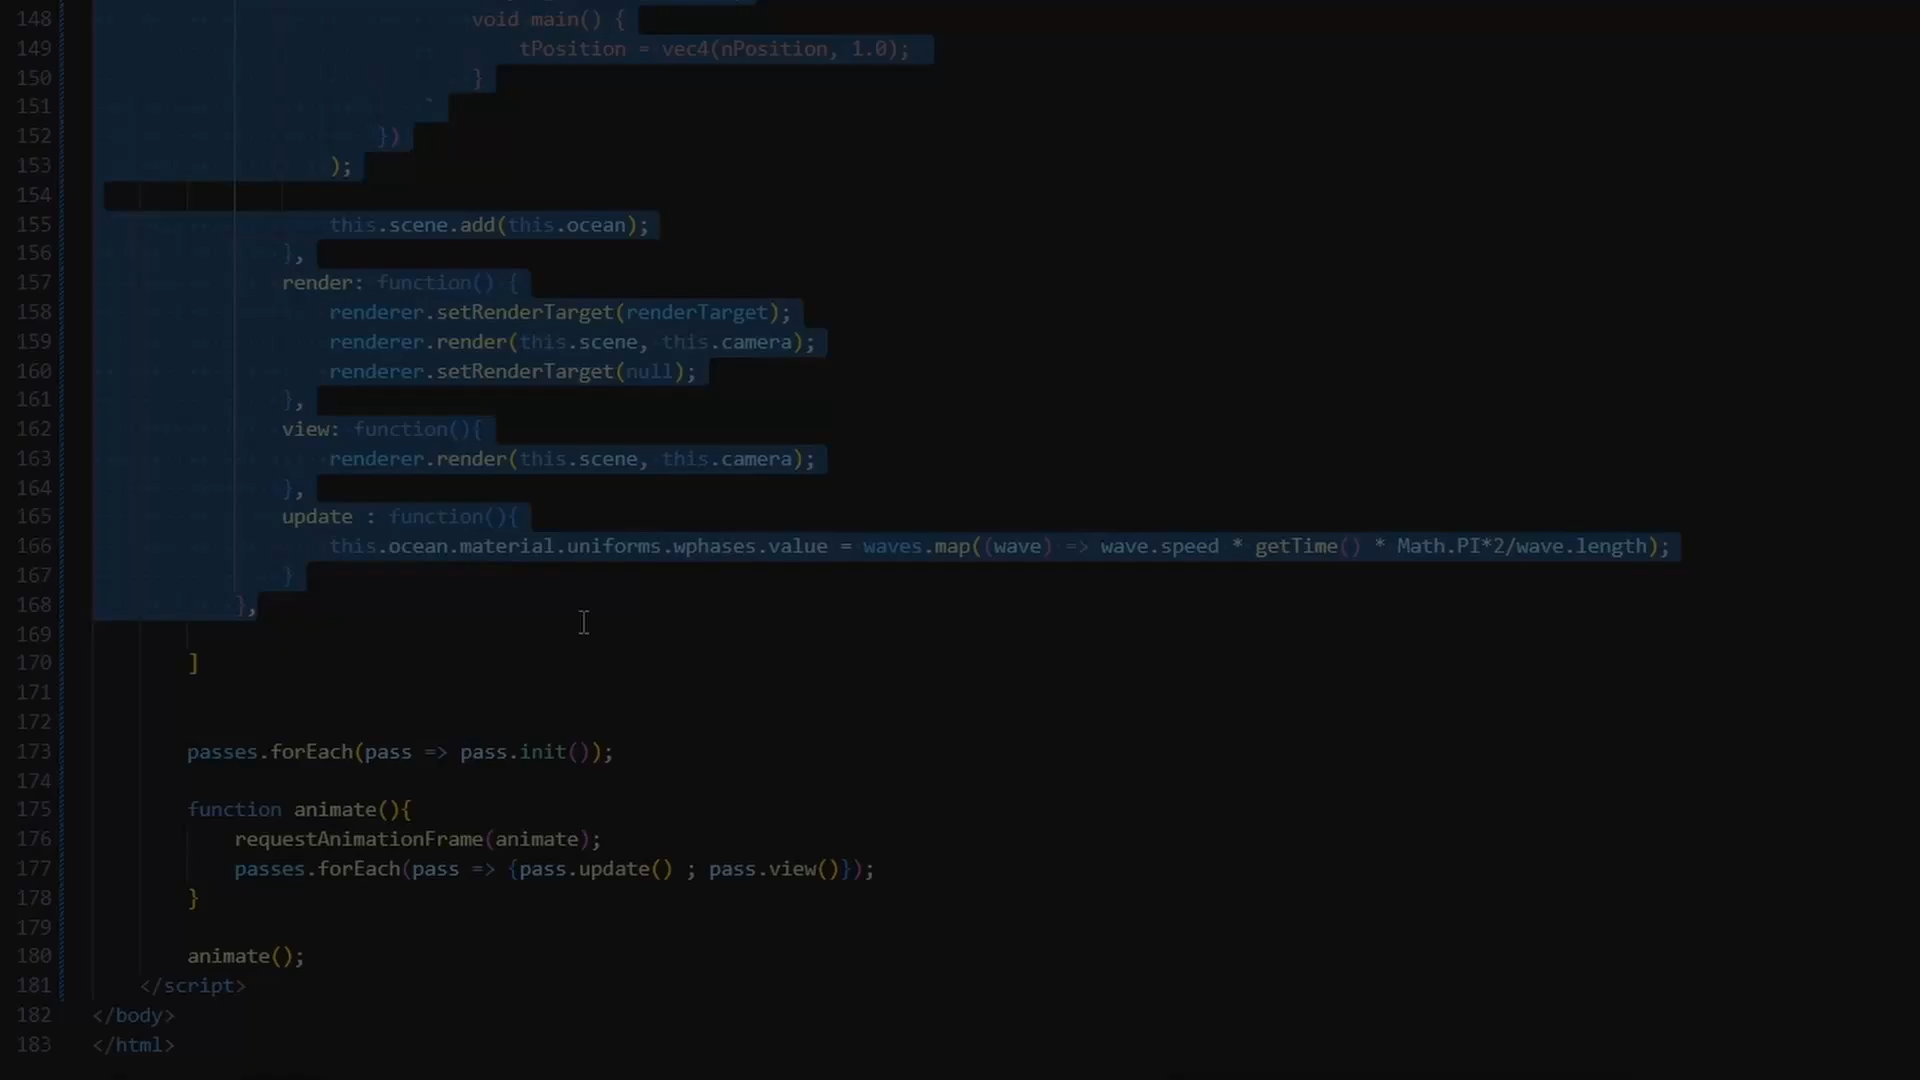 148 void main() {
149 tPosition = vec4(nPosition, 1.0);
150 }
151 `
152 })
153 );
154
155 this.scene.add(this.ocean);
156 },
157 render: function() {
158 renderer.setRenderTarget(renderTarget);
159 renderer.render(this.scene, this.camera);
160 renderer.setRenderTarget(null);
161 },
162 view: function(){
163 renderer.render(this.scene, this.camera);
164 },
165 update : function(){
166 this.ocean.material.uniforms.wphases.value = waves.map((wave) => wave.speed * getTime() * Math.PI*2/wave.length);
167 }
168 },
169
170 ]
171
172
173 passes.forEach(pass => pass.init());
174
175 function animate(){
176 requestAnimationFrame(animate);
177 passes.forEach(pass => {pass.update() ; pass.view()});
178 }
179
180 animate();
181 </script>
182 </body>
183 </html>